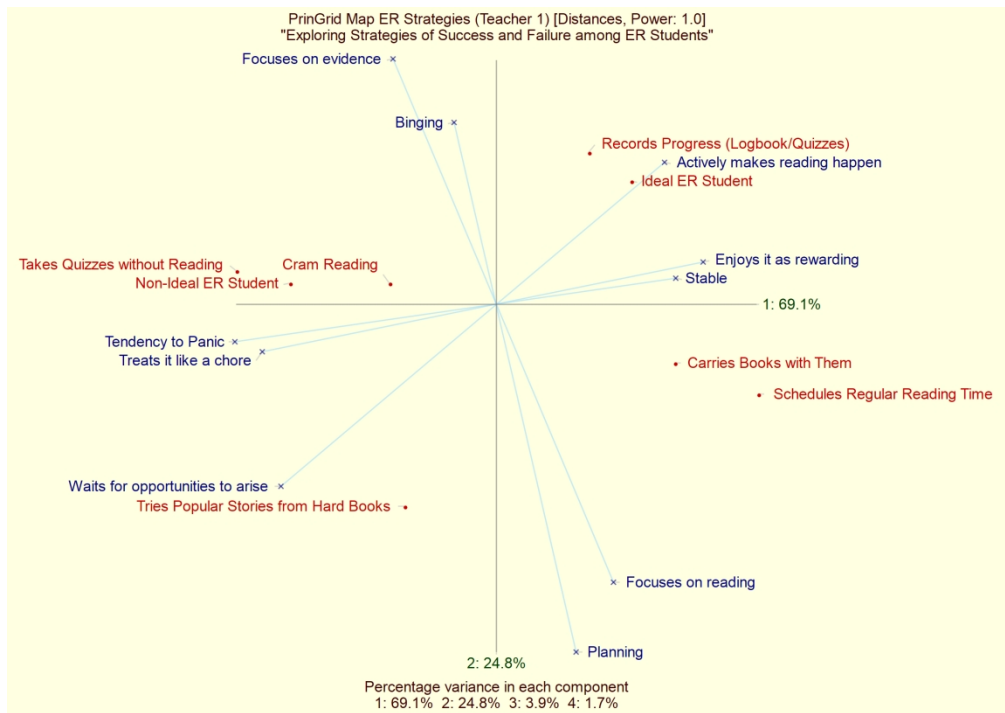 PrinGrid Map ER Strategies (Teacher 1) [Distances, Power: 1.0]
"Exploring Strategies of Success and Failure among ER Students"
Focuses on evidence
Binging
Records Progress (Logbook/Quizzes)
Actively makes reading happen
Ideal ER Student
Enjoys it as rewarding
Takes Quizzes without Reading
Cram Reading
Stable
Non-Ideal ER Student
1: 69.1%
Tendency to Panic
Treats it like a chore
Carries Books with Them
Schedules Regular Reading Time
Waits for opportunities to arise
Tries Popular Stories from Hard Books
Focuses on reading
Planning
2: 24.8%
Percentage variance in each component
1: 69.1% 2: 24.8% 3: 3.9% 4: 1.7%